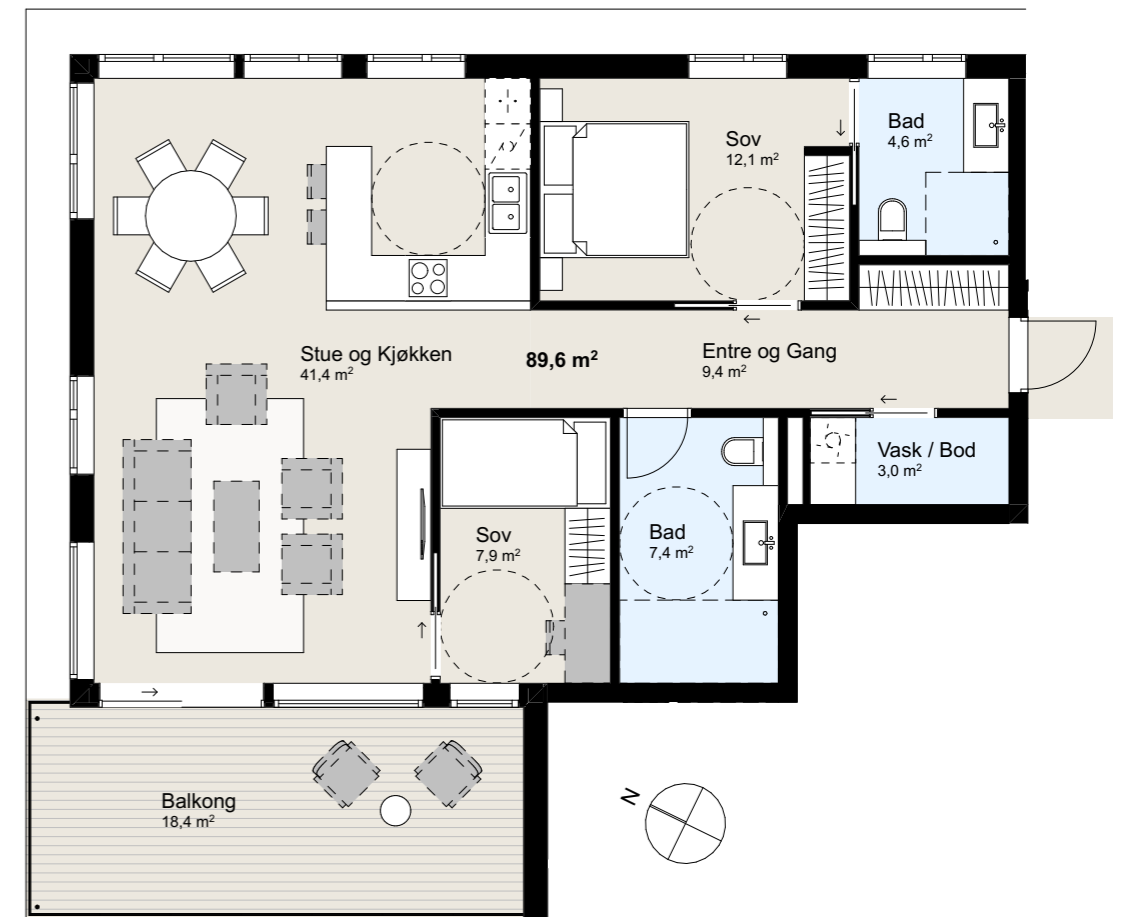 Bad
4,6 m²
Sov
12,1 m²
Stue og Kjøkken
41,4 m²
89,6 m²
Entre og Gang
9,4 m²
Vask / Bod
3,0 m²
Sov
7,9 m²
Bad
7,4 m²
Balkong
18,4 m²
N